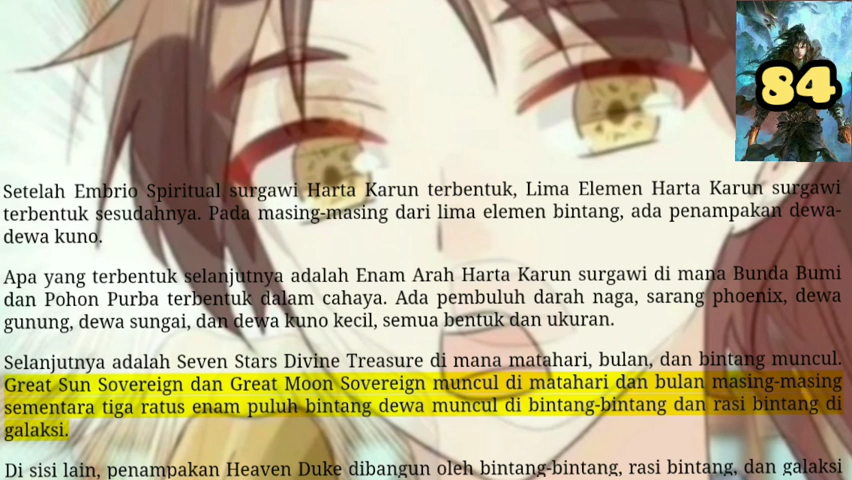 84
Setelah Embrio Spiritual surgawi Harta Karun terbentuk, Lima Elemen Harta Karun surgawi
terbentuk sesudahnya. Pada masing-masing dari lima elemen bintang, ada penampakan dewa-
dewa kuno.
Apa yang terbentuk selanjutnya adalah Enam Arah Harta Karun surgawi di mana Bunda Bumi
dan Pohon Purba terbentuk dalam cahaya. Ada pembuluh darah naga, sarang phoenix, dewa
gunung, dewa sungai, dan dewa kuno kecil, semua bentuk dan ukuran.
Selanjutnya adalah Seven Stars Divine Treasure di mana matahari, bulan, dan bintang muncul.
Great Sun Sovereign dan Great Moon Sovereign muncul di matahari dan bulan masing-masing
sementara tiga ratus enam puluh bintang dewa muncul di bintang-bintang dan rasi bintang di
galaksi.
Di sisi lain, penampakan Heaven Duke dibangun oleh bintang-bintang, rasi bintang, dan galaksi